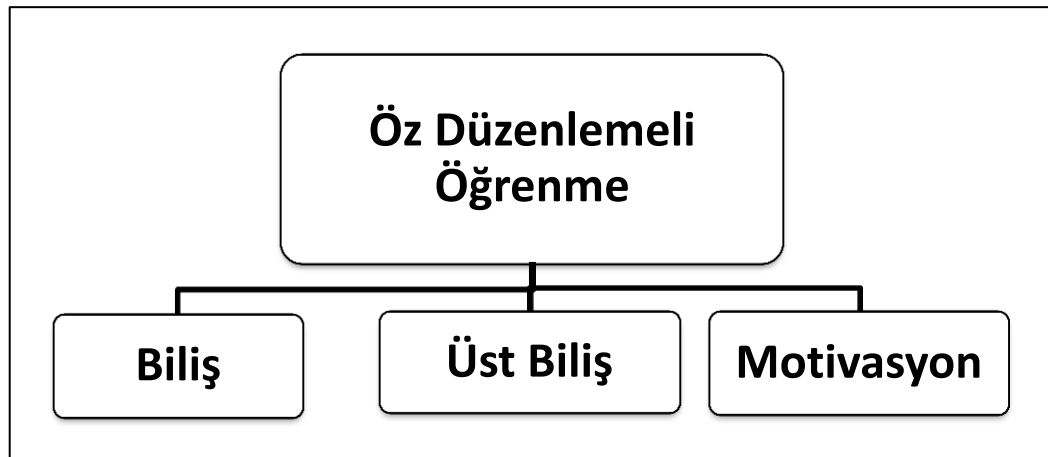 Öz Düzenlemeli
Öğrenme
Biliş
Üst Biliş
Motivasyon